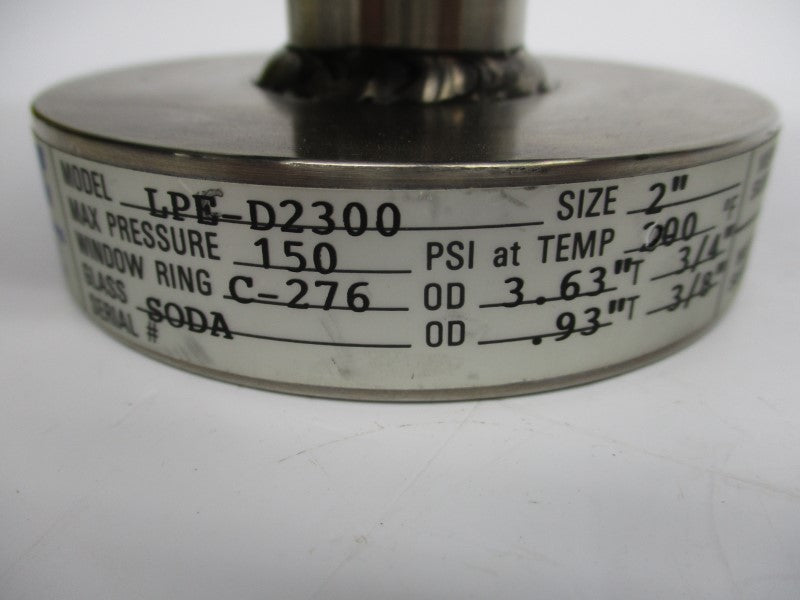 MODEL LPE-D2300 SIZE 2"
MAX PRESSURE 150 PSI at TEMP 300 °F
WINDOW RING C-276 OD 3.63" T 3/4"
GLASS SODA OD .93" T 3/8"
SERIAL #